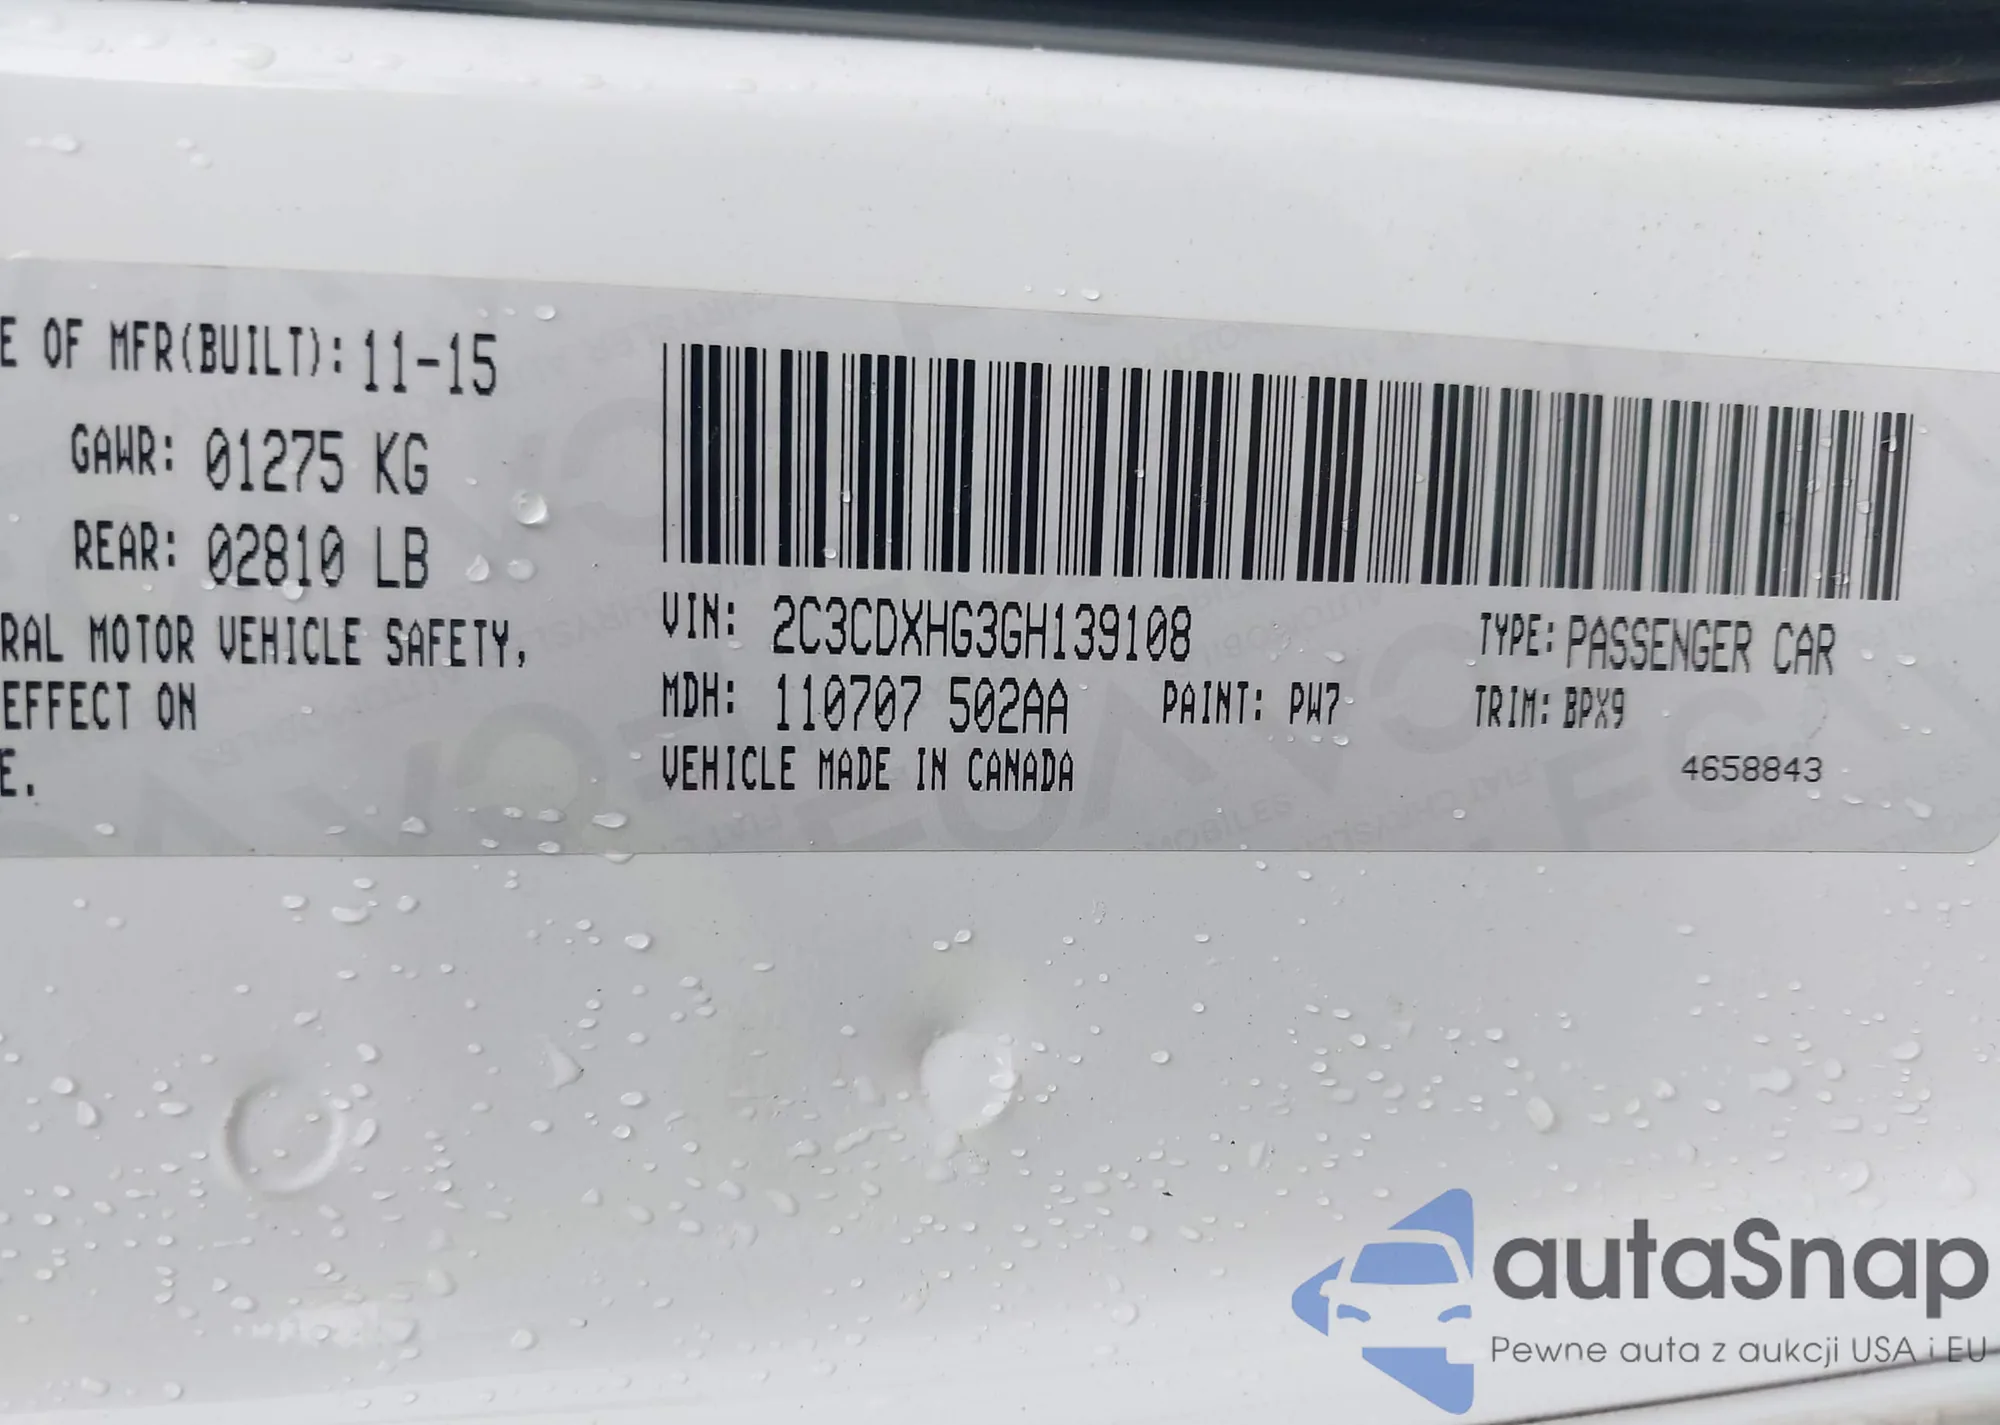 E OF MFR(BUILT): 11-15
GAWR: 01275 KG
REAR: 02810 LB
RAL MOTOR VEHICLE SAFETY,
EFFECT ON
E.
VIN: 2C3CDXHG3GH139108
TYPE: PASSENGER CAR
MDH: 110707 502AA
PAINT: PW7
TRIM: BPX9
VEHICLE MADE IN CANADA
4658843
autaSnap
Pewne auta z aukcji USA i EU